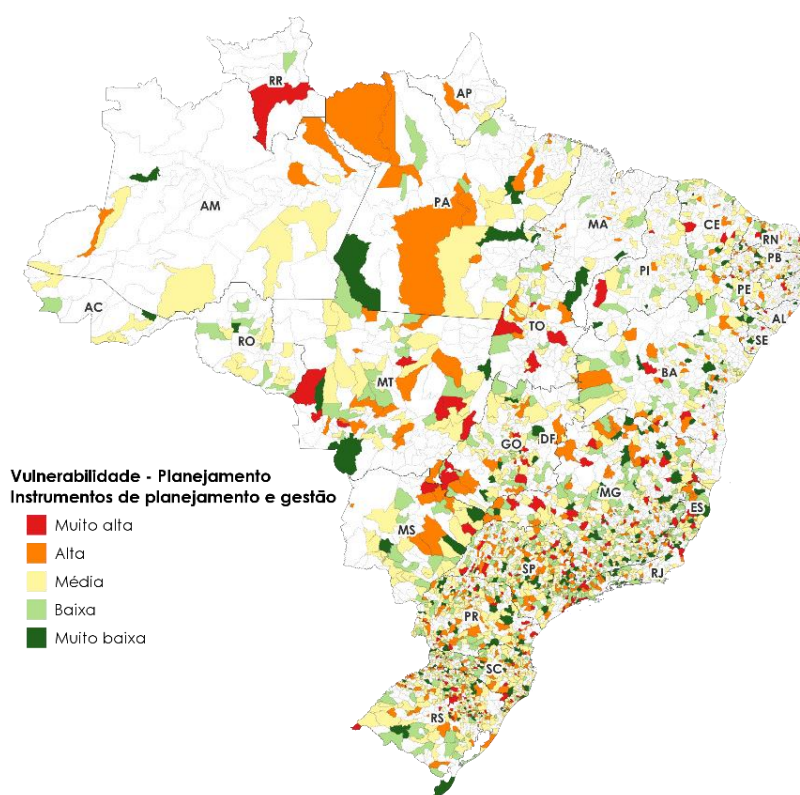 RR
AP
AM
PA
MA
CE
RN
PB
PI
PE
AC
AL
TO
SE
RO
BA
MT
GO
DF
Vulnerabilidade - Planejamento
Instrumentos de planejamento e gestão
MG
ES
Muito alta
MS
Alta
SP
RJ
Média
Baixa
PR
Muito baixa
SC
RS